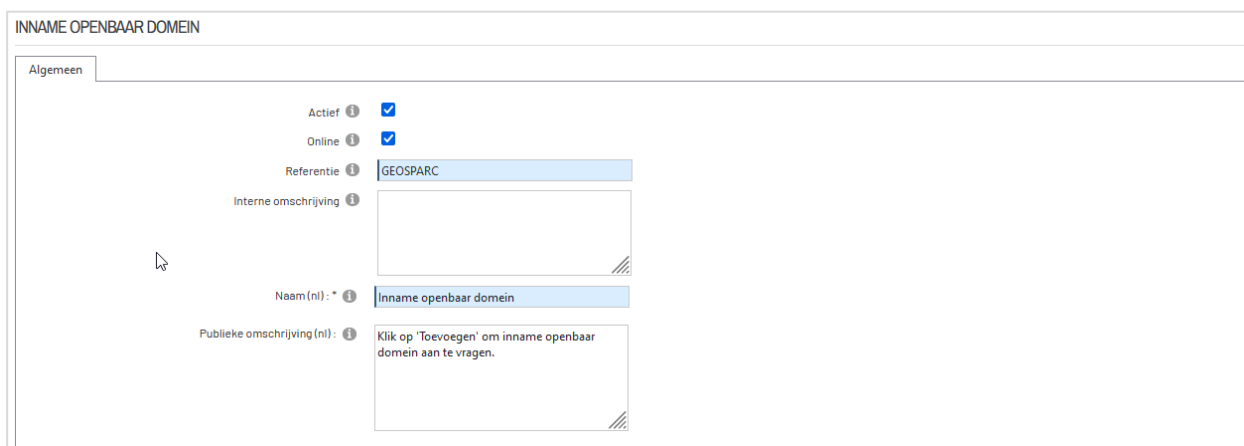 INNAME OPENBAAR DOMEIN
Algemeen
Actief
Online
Referentie GEOSPARC
Interne omschrijving
Naam (nl) : * Inname openbaar domein
Publieke omschrijving (nl) : Klik op 'Toevoegen' om inname openbaar
domein aan te vragen.